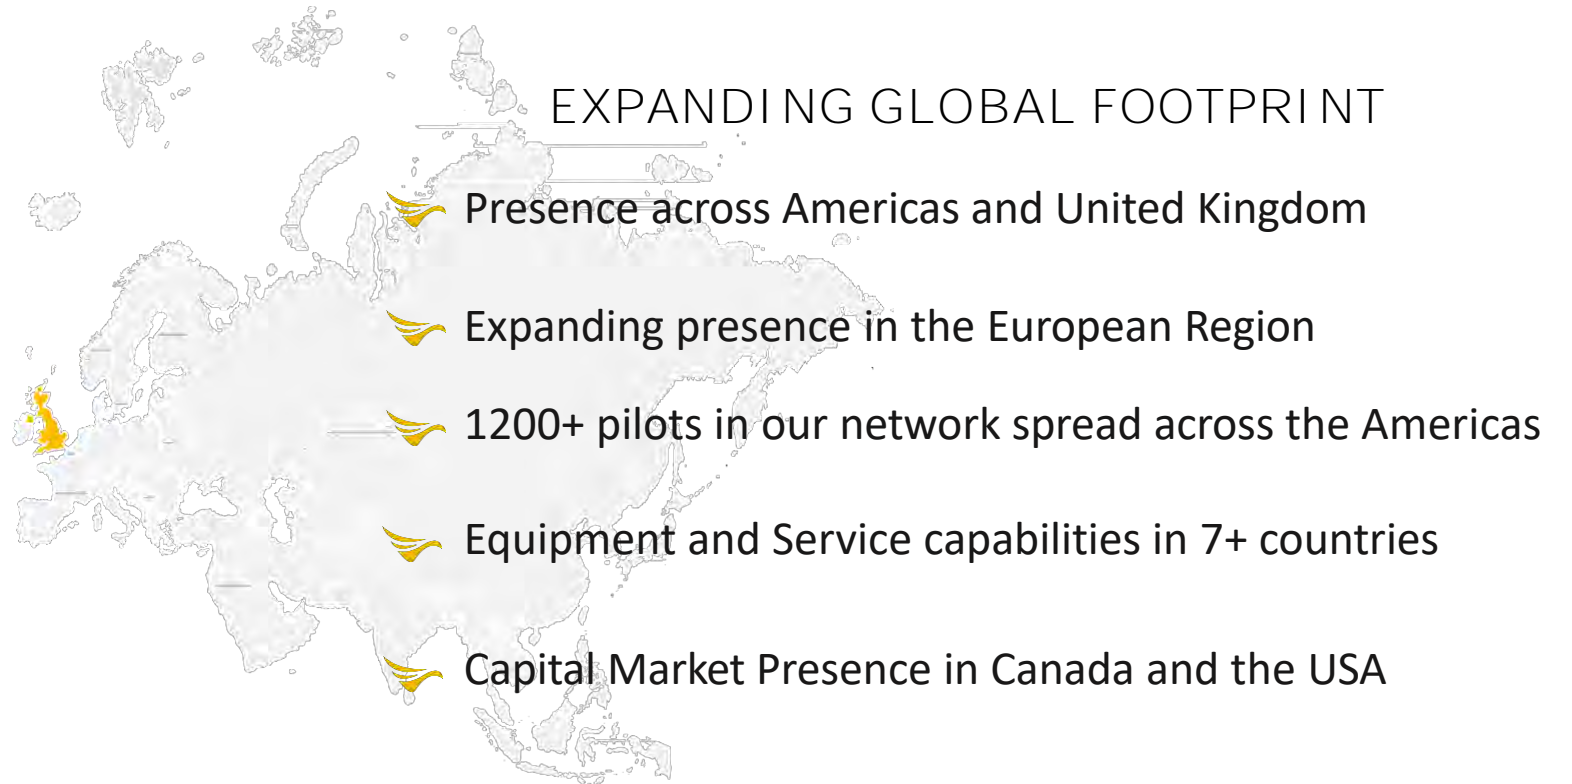 EXPANDING GLOBAL FOOTPRINT
Presence across Americas and United Kingdom
Expanding presence in the European Region
1200+ pilots in our network spread across the Americas
Equipment and Service capabilities in 7+ countries
Capital Market Presence in Canada and the USA